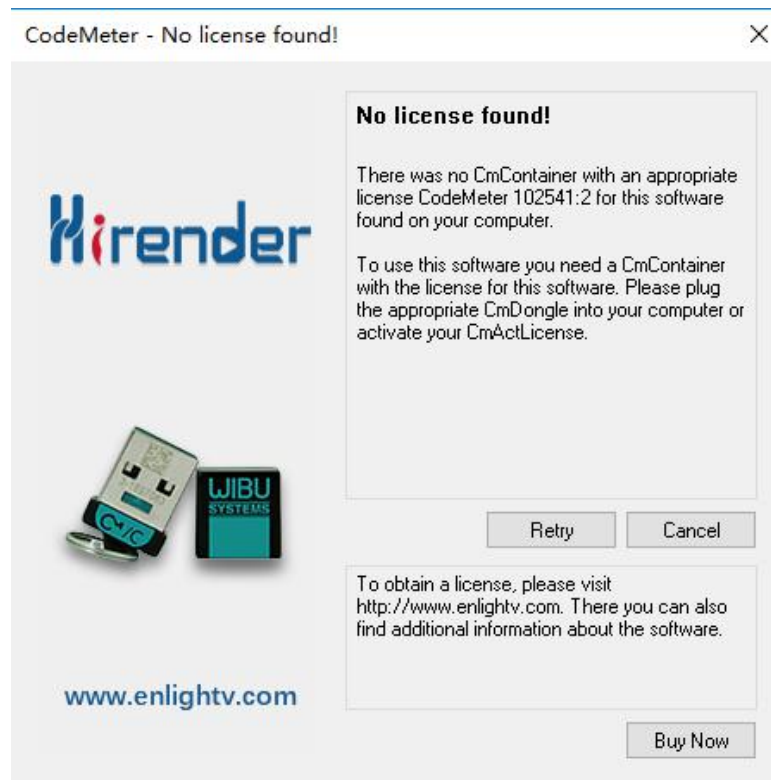 CodeMeter - No license found!
No license found!
There was no CmContainer with an appropriate
license CodeMeter 102541:2 for this software
found on your computer.
To use this software you need a CmContainer
with the license for this software. Please plug
the appropriate CmDongle into your computer or
activate your CmActLicense.
Hirender
WIBU
SYSTEMS
Retry
Cancel
To obtain a license, please visit
http://www.enlightv.com. There you can also
find additional information about the software.
www.enlightv.com
Buy Now